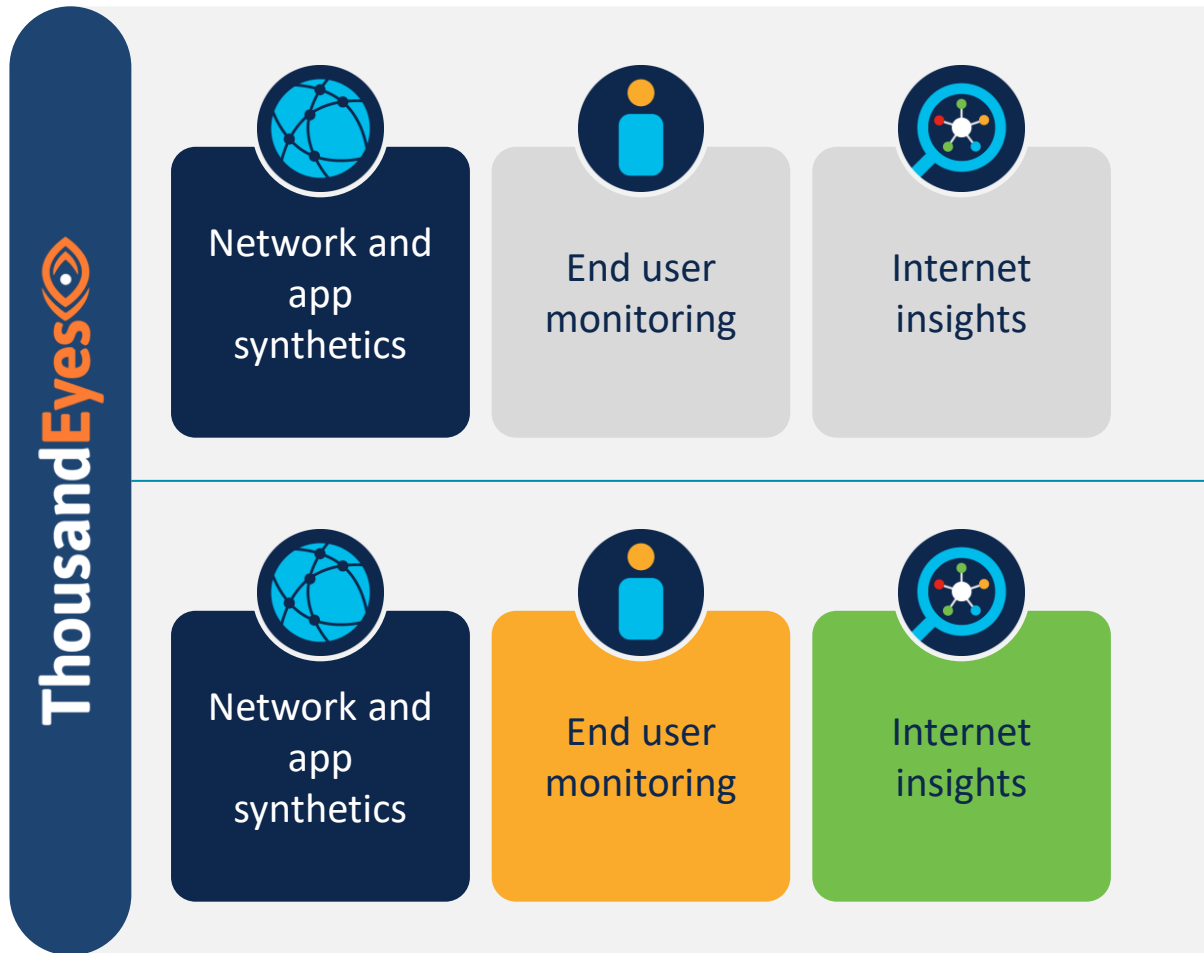 ThousandEyes
Network and
app
synthetics
End user
monitoring
Internet
insights
Network and
app
synthetics
End user
monitoring
Internet
insights